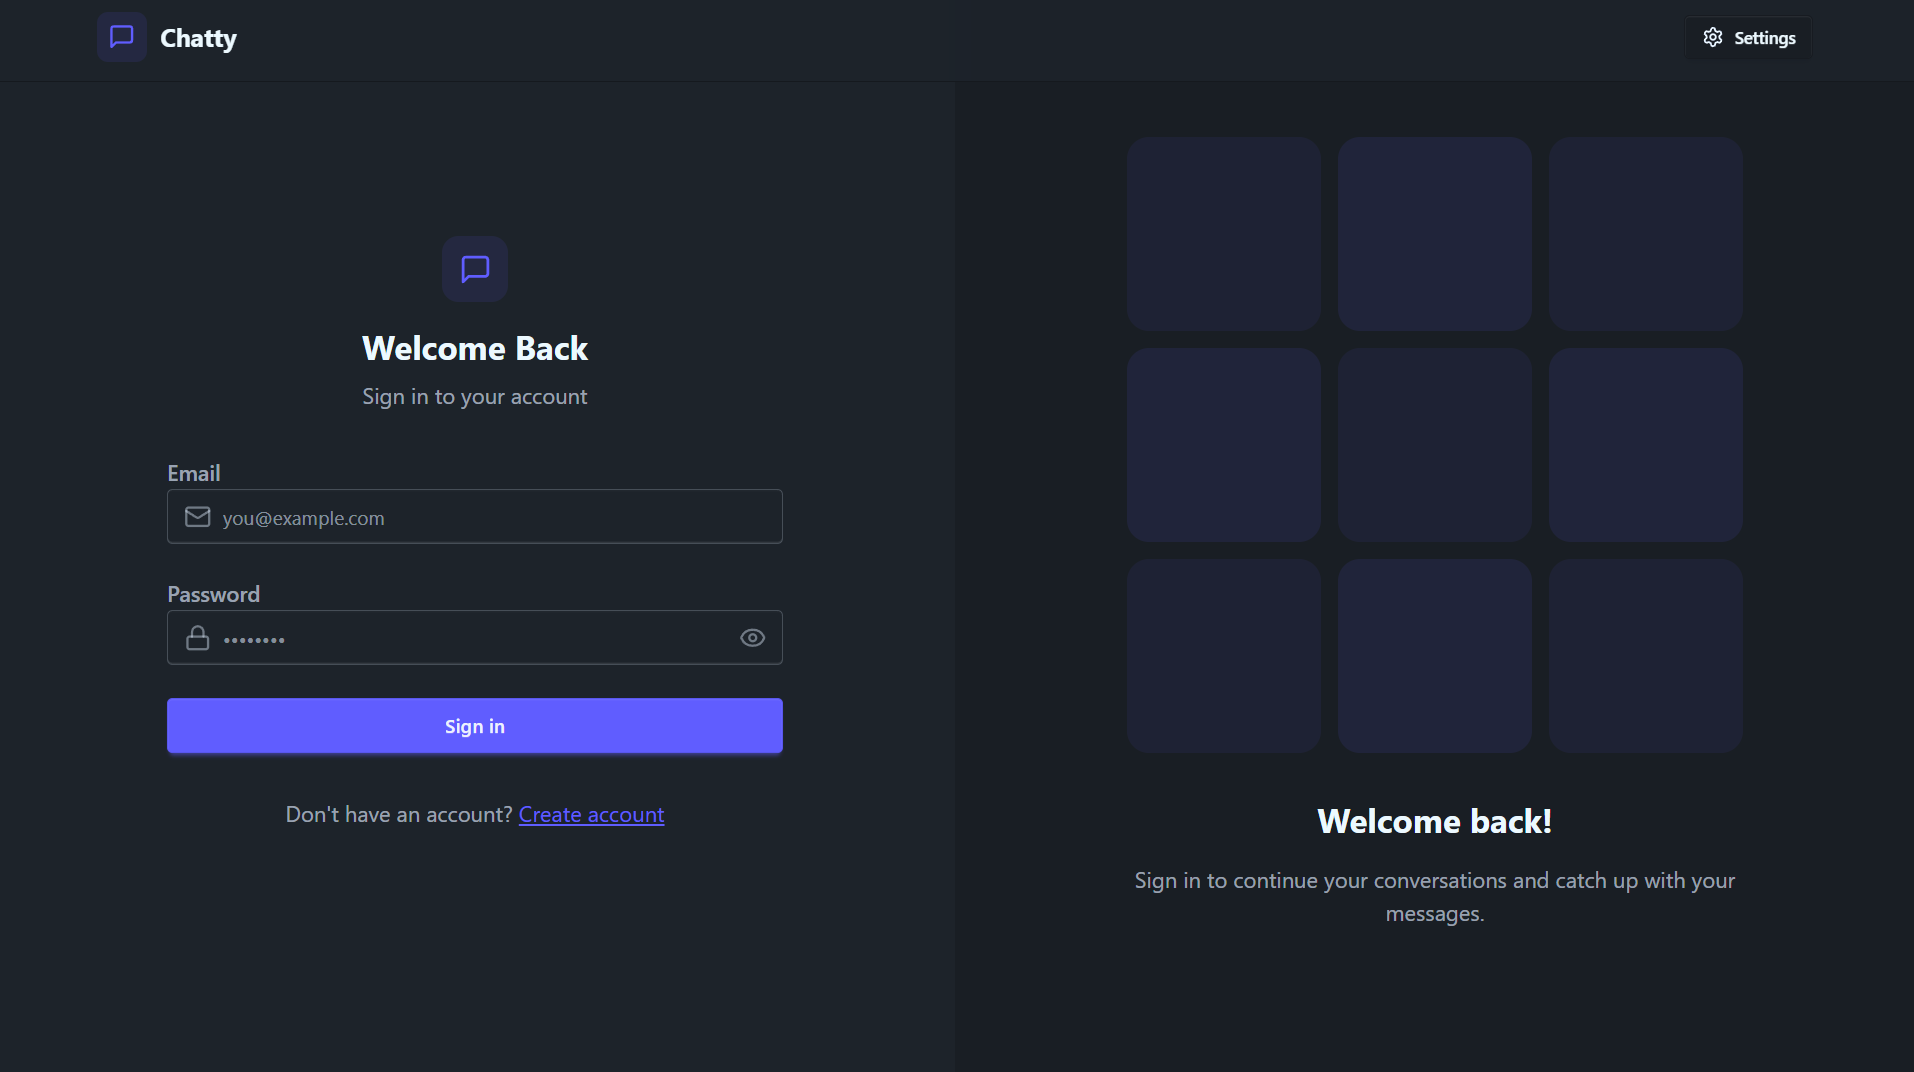 Chatty
Settings
Welcome Back
Sign in to your account
Email
you@example.com
Password
••••••••
Sign in
Don't have an account? Create account
Welcome back!
Sign in to continue your conversations and catch up with your
messages.